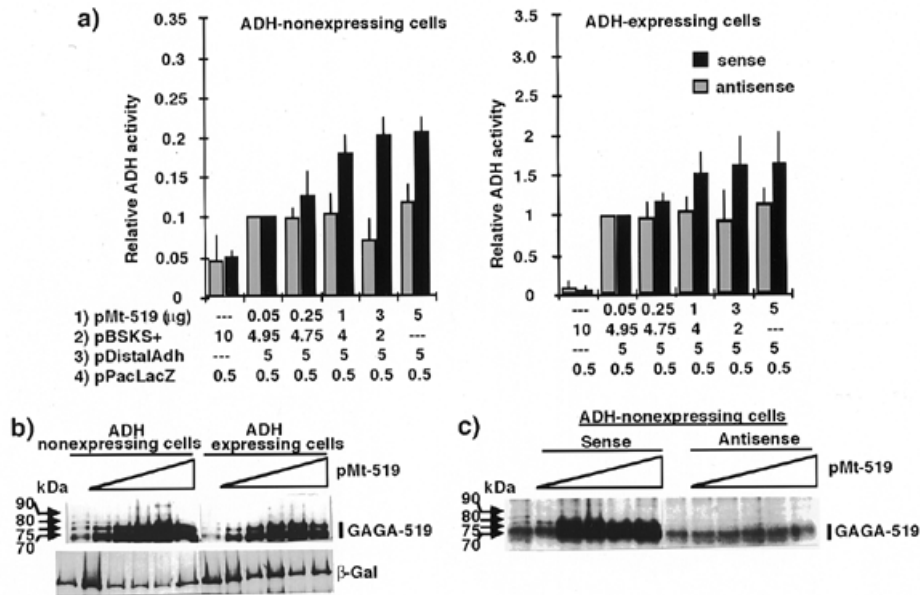 a)
ADH-nonexpressing cells
Relative ADH activity
0.35
0.3
0.25
0.2
0.15
0.1
0.05
0
ADH-expressing cells
sense
antisense
Relative ADH activity
3.5
3.0
2.5
2.0
1.5
1
0.5
0
1) pMt-519 (μg) --- 0.05 0.25 1 3 5
2) pBSKS+ 10 4.95 4.75 4 2 ---
3) pDistalAdh --- 5 5 5 5 5
4) pPacLacZ 0.5 0.5 0.5 0.5 0.5 0.5
--- 0.05 0.25 1 3 5
10 4.95 4.75 4 2 ---
--- 5 5 5 5 5
0.5 0.5 0.5 0.5 0.5 0.5
b)
ADH nonexpressing cells
ADH expressing cells
pMt-519
kDa
90
80
75
70
GAGA-519
β-Gal
c)
ADH-nonexpressing cells
Sense
Antisense
pMt-519
kDa
90
80
75
70
GAGA-519